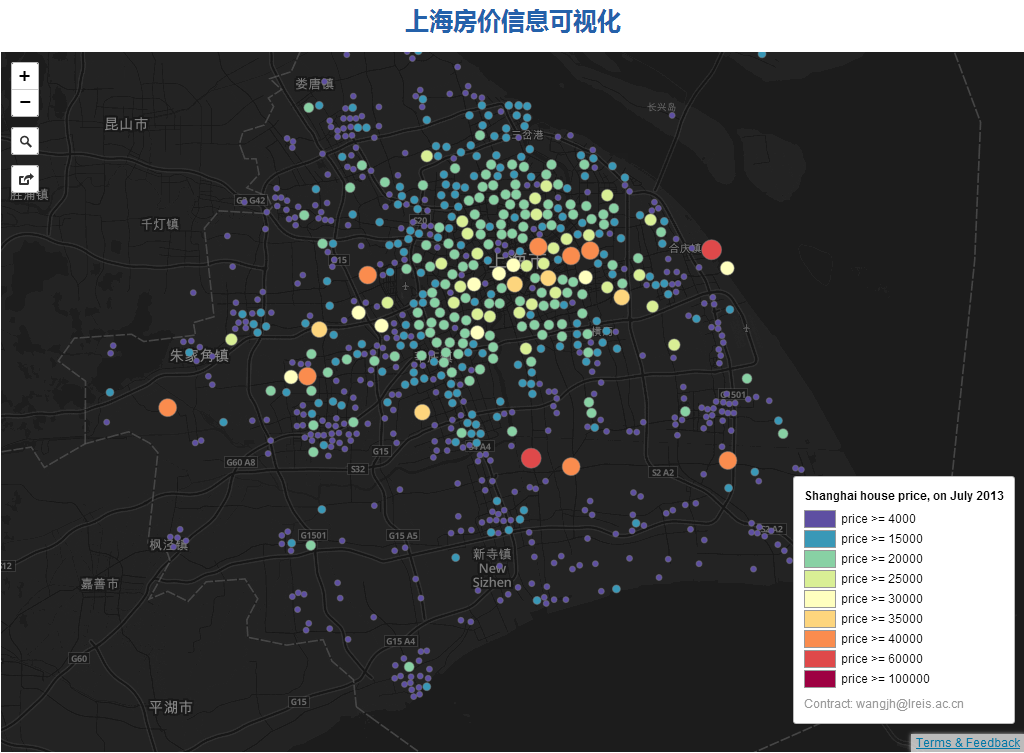 上海房价信息可视化
+
−
娄唐镇
长兴岛
昆山市
三岔港
胜浦镇
G42
S20
千灯镇
合庆镇
G15
上海市
横沔
朱家角镇
G1501
G15
G60 A8
S32
S2 A2
G1501
G15 A5
枫泾镇
新寺镇
New
Sizhen
S12
嘉善市
G15 A4
G60
G15
平湖市
Shanghai house price, on July 2013
price >= 4000
price >= 15000
price >= 20000
price >= 25000
price >= 30000
price >= 35000
price >= 40000
price >= 60000
price >= 100000
Contract: wangjh@lreis.ac.cn
Terms & Feedback